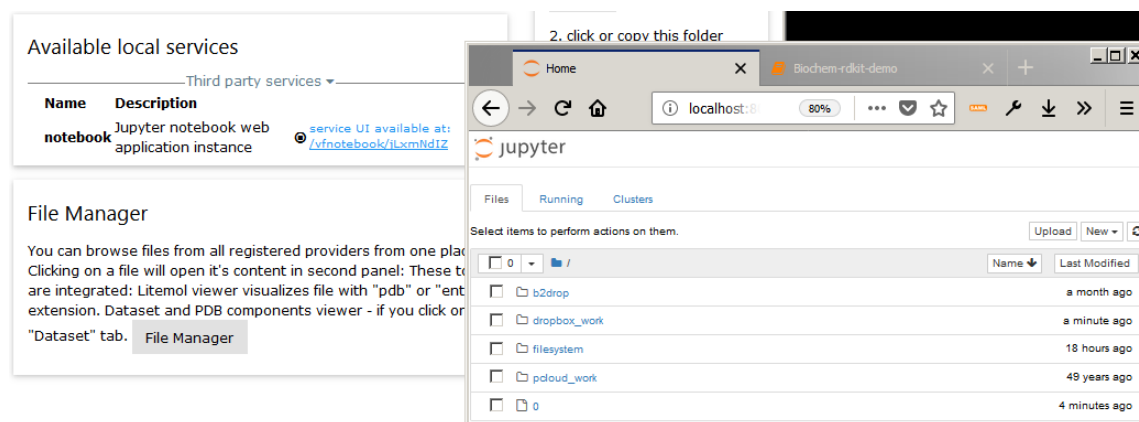 Available local services
Third party services ▾
Name Description
notebook Jupyter notebook web application instance
service UI available at:
/vfnotebook/jLxmNdIZ
File Manager
You can browse files from all registered providers from one plac
Clicking on a file will open it's content in second panel: These to
are integrated: Litemol viewer visualizes file with "pdb" or "ent
extension. Dataset and PDB components viewer - if you click or
"Dataset" tab. File Manager
2. click or copy this folder
Home
Biochem-rdkit-demo
localhost:8
80%
jupyter
Files Running Clusters
Select items to perform actions on them.
Upload New
0 /
Name Last Modified
b2drop a month ago
dropbox_work a minute ago
filesystem 18 hours ago
pcloud_work 49 years ago
0 4 minutes ago